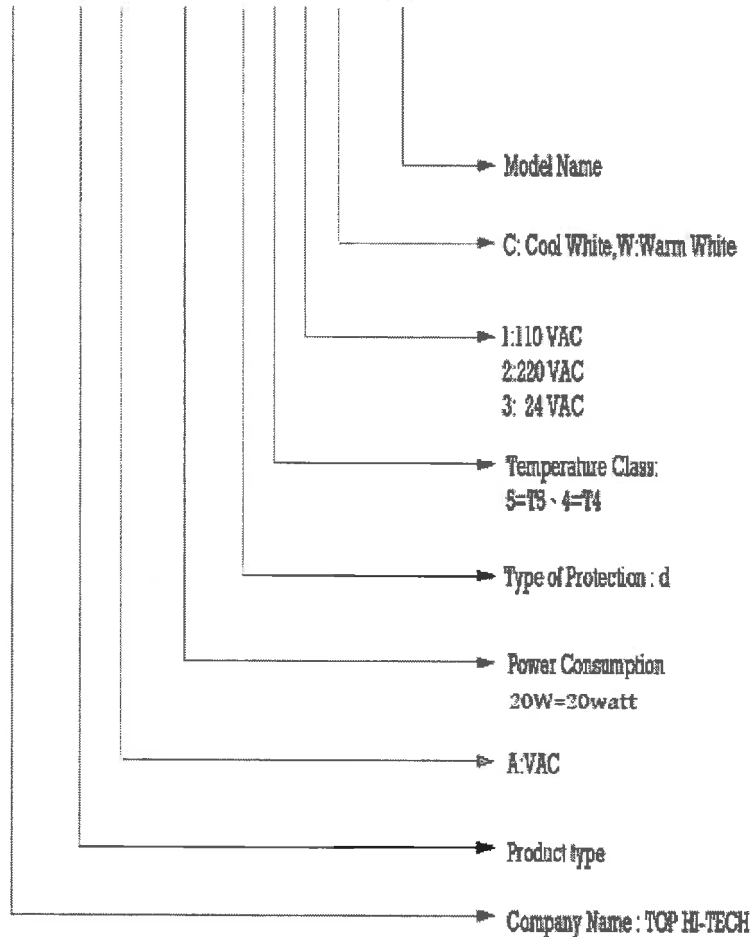 Model Name
C: Cool White,W:Warm White
1:110 VAC
2:220 VAC
3: 24 VAC
Temperature Class:
5=T5、4=T4
Type of Protection : d
Power Consumption
20W=20watt
A:VAC
Product type
Company Name : TOP HI-TECH